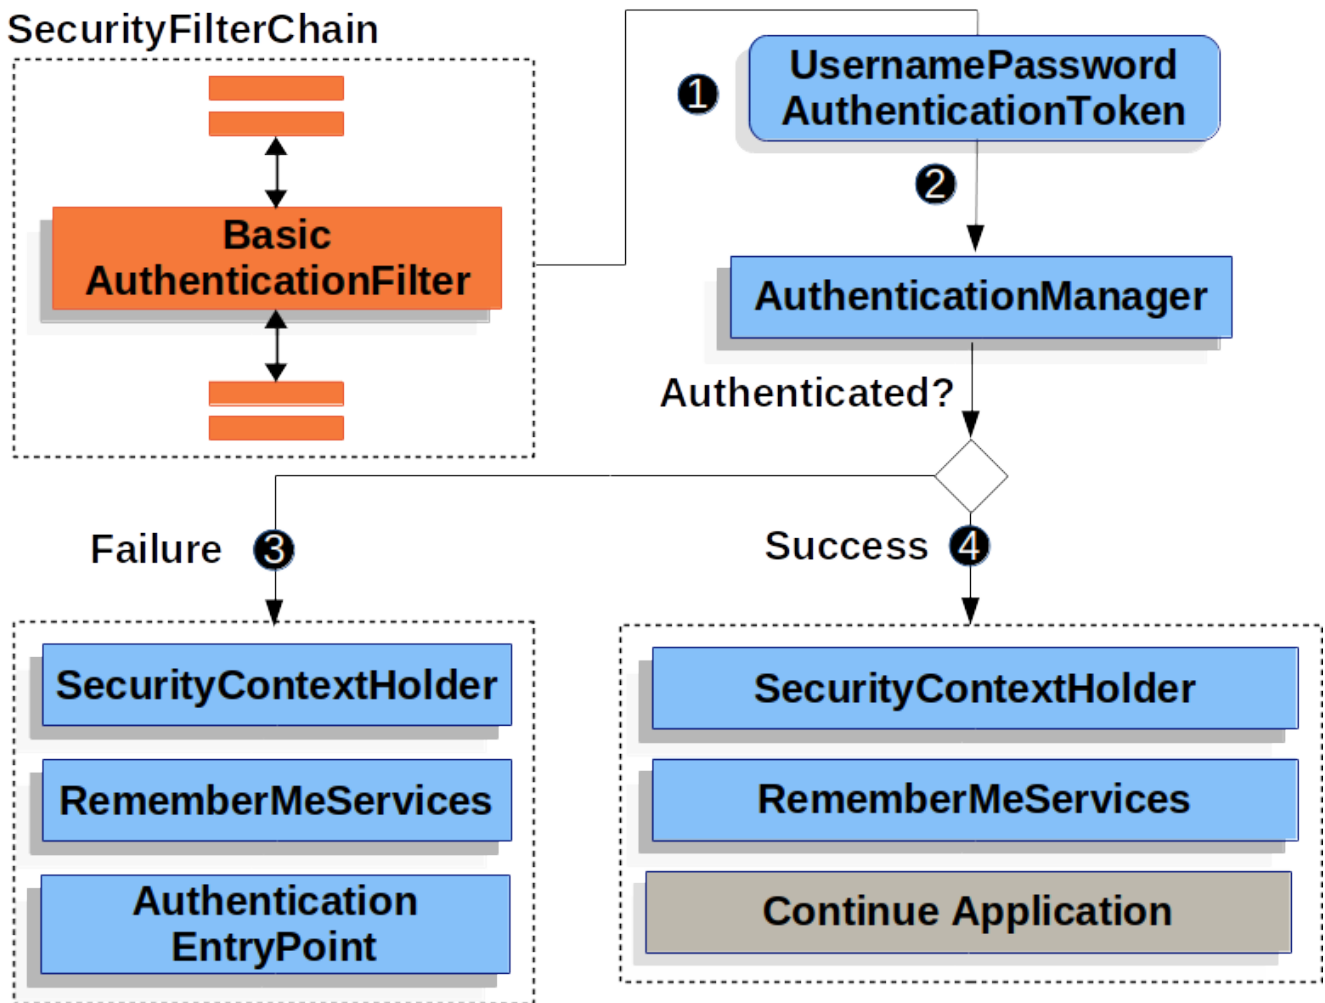 SecurityFilterChain
Basic
AuthenticationFilter
1
UsernamePassword
AuthenticationToken
2
AuthenticationManager
Authenticated?
Failure
3
Success
4
SecurityContextHolder
RememberMeServices
Authentication
EntryPoint
SecurityContextHolder
RememberMeServices
Continue Application